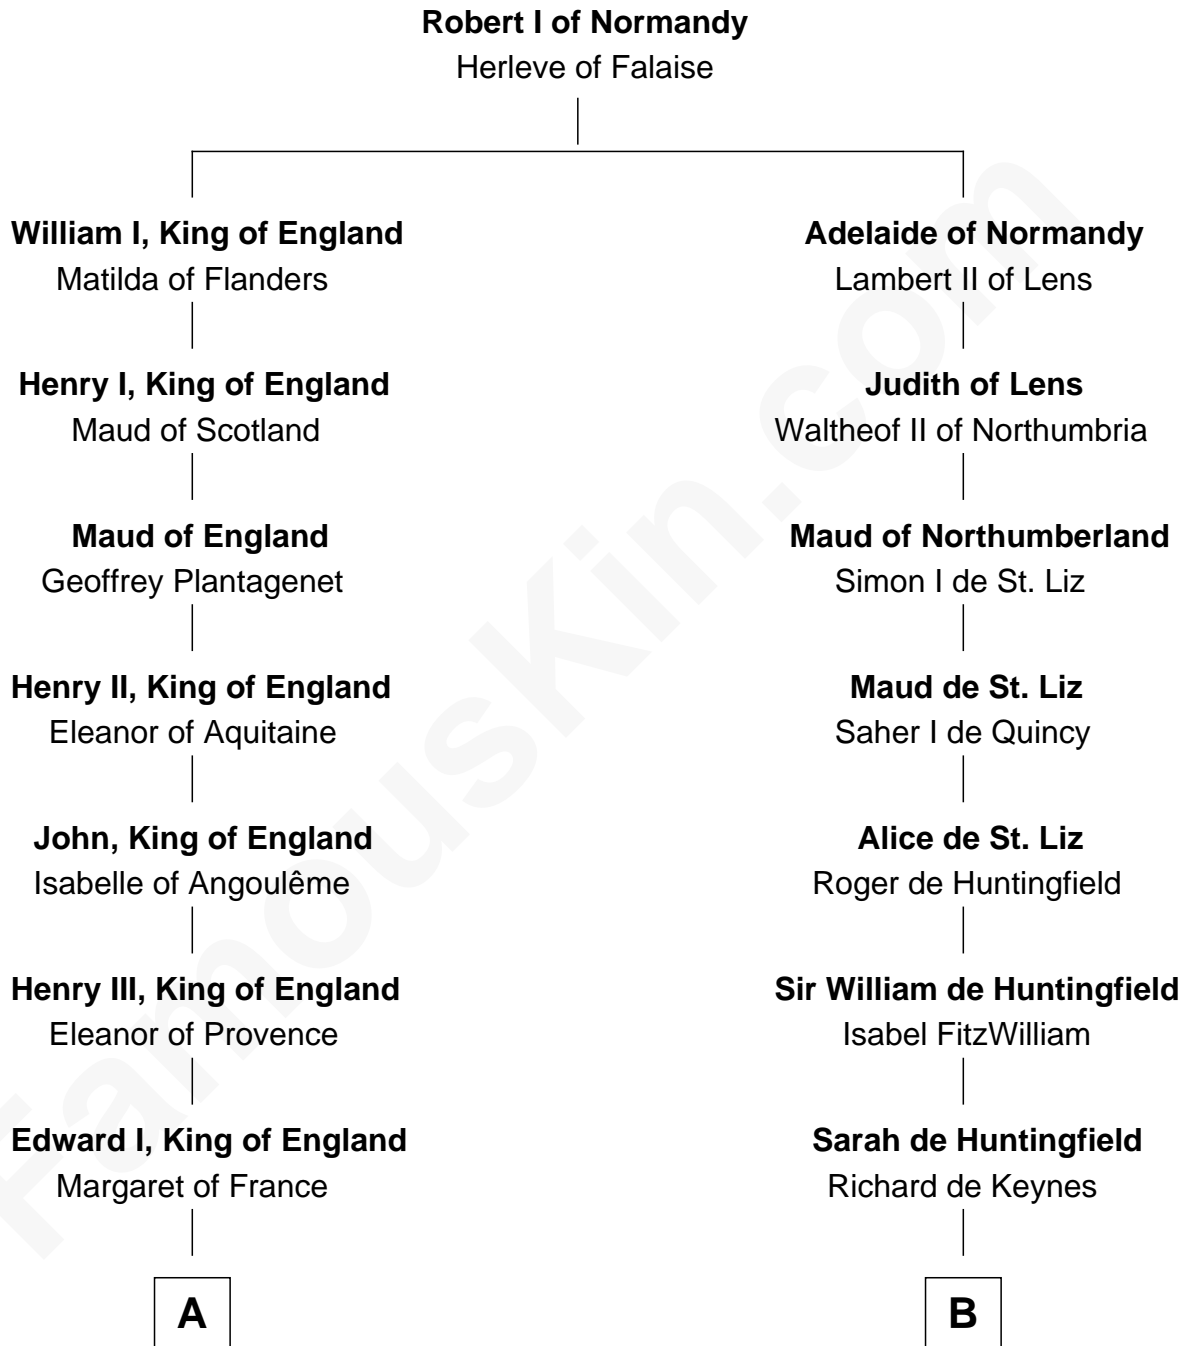 Robert I of Normandy
Herleve of Falaise
William I, King of England
Matilda of Flanders
Adelaide of Normandy
Lambert II of Lens
Henry I, King of England
Maud of Scotland
Judith of Lens
Waltheof II of Northumbria
Maud of England
Geoffrey Plantagenet
Maud of Northumberland
Simon I de St. Liz
Henry II, King of England
Eleanor of Aquitaine
Maud de St. Liz
Saher I de Quincy
John, King of England
Isabelle of Angoulême
Alice de St. Liz
Roger de Huntingfield
Henry III, King of England
Eleanor of Provence
Sir William de Huntingfield
Isabel FitzWilliam
Edward I, King of England
Margaret of France
Sarah de Huntingfield
Richard de Keynes
A
B
FamousKin.com